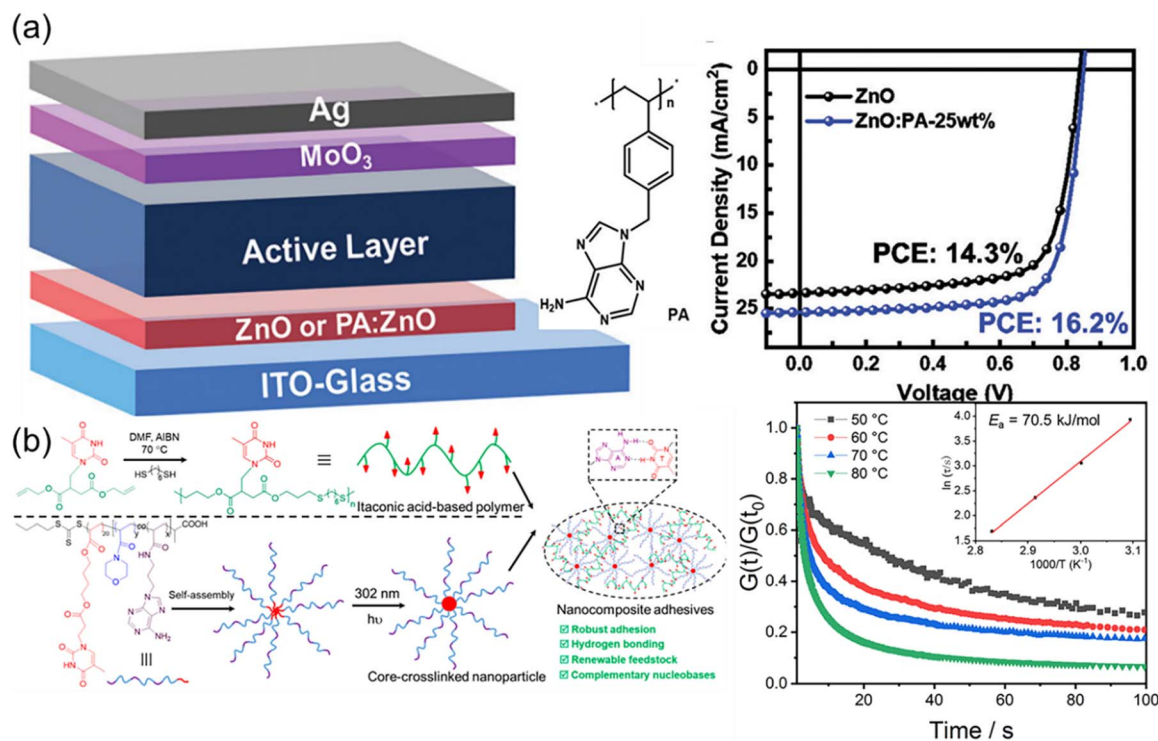 (a)
Ag
MoO₃
Active Layer
ZnO or PA:ZnO
ITO-Glass
n
N
N
N
N
H₂N
PA
Current Density (mA/cm²)
0
5
10
15
20
25
ZnO
ZnO:PA-25wt%
PCE: 14.3%
PCE: 16.2%
0.0 0.2 0.4 0.6 0.8 1.0
Voltage (V)
(b)
DMF, AIBN
70 °C
Itaconic acid-based polymer
COOH
Self-assembly
302 nm
hυ
Core-crosslinked nanoparticle
A
T
Nanocomposite adhesives
Robust adhesion
Hydrogen bonding
Renewable feedstock
Complementary nucleobases
G(t)/G(t₀)
1.0
0.8
0.6
0.4
0.2
0.0
50 °C
60 °C
70 °C
80 °C
Eₐ = 70.5 kJ/mol
ln (τ/s)
4.5
4.0
3.5
3.0
2.5
2.0
1.5
2.9 3.0 3.1
1000/T (K⁻¹)
0 20 40 60 80 100
Time / s